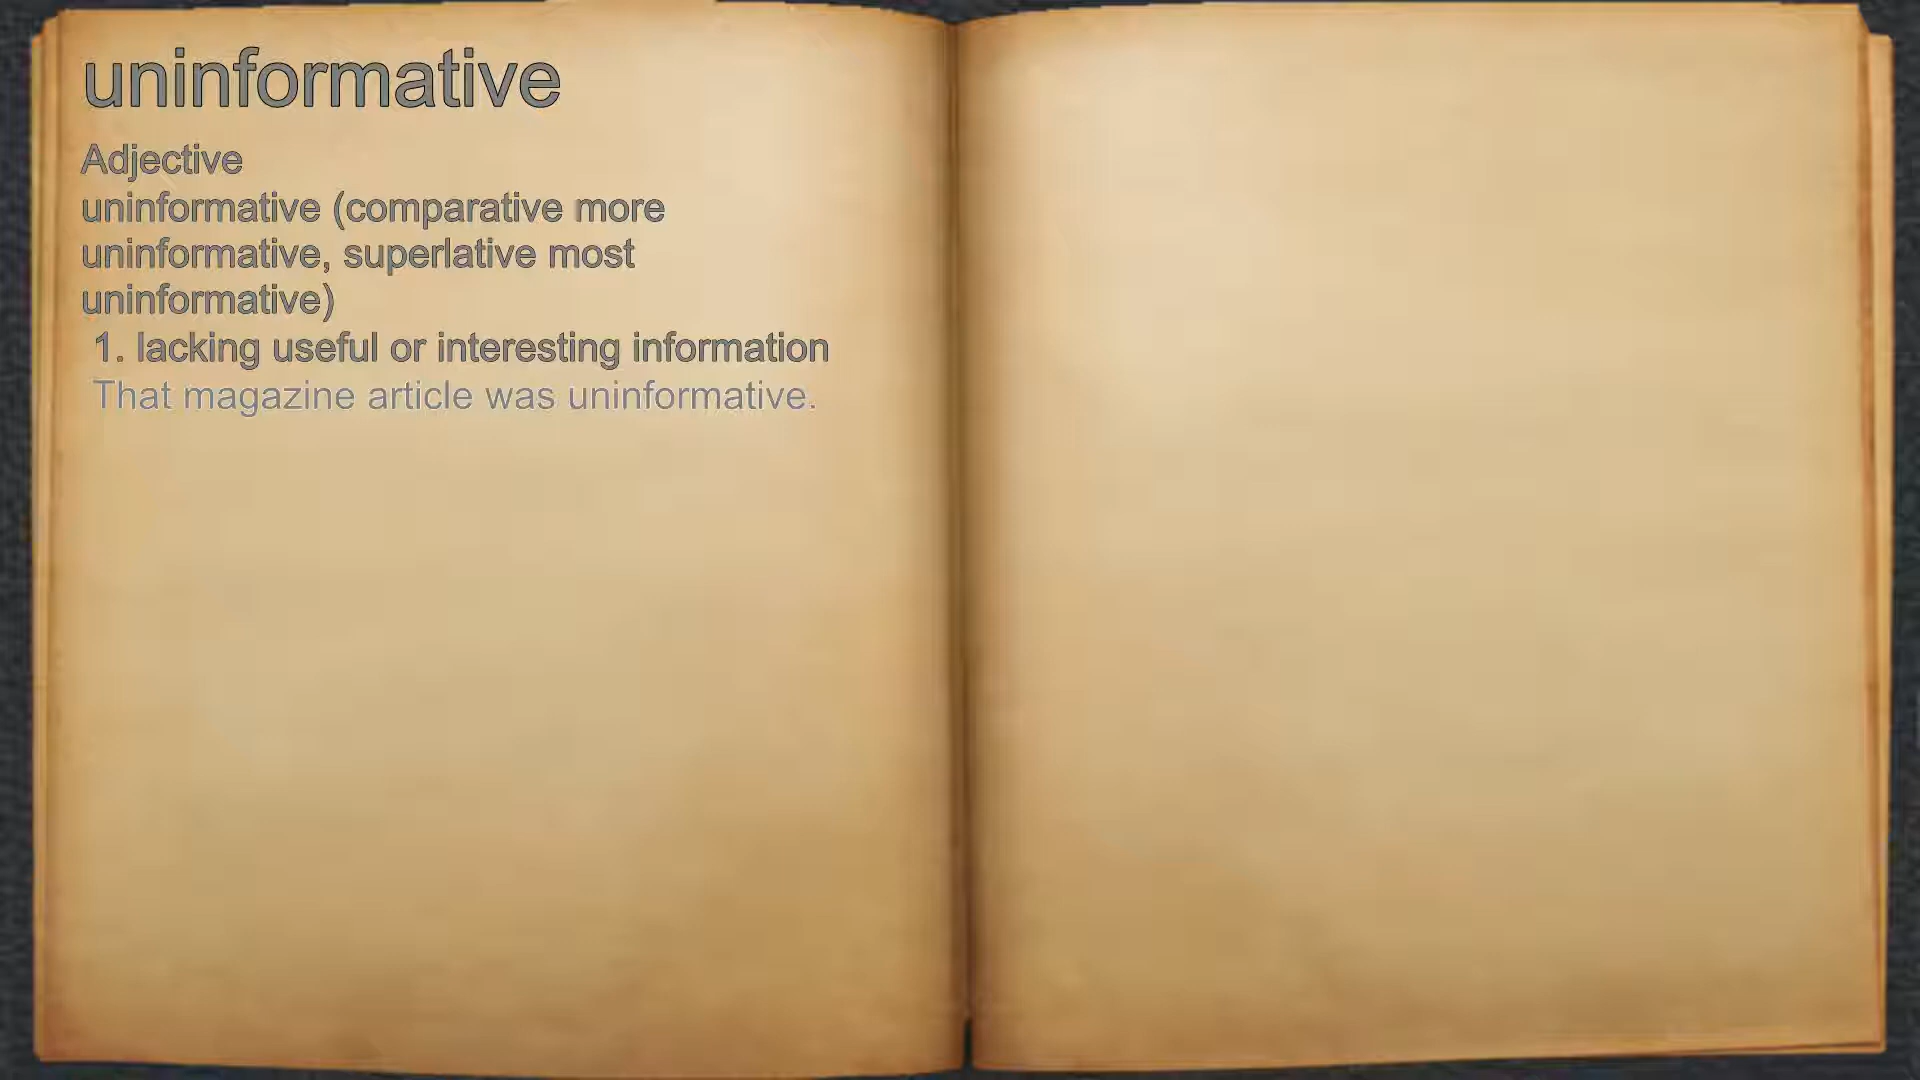 uninformative
Adjective
uninformative (comparative more
uninformative, superlative most
uninformative)
1. lacking useful or interesting information
That magazine article was uninformative.